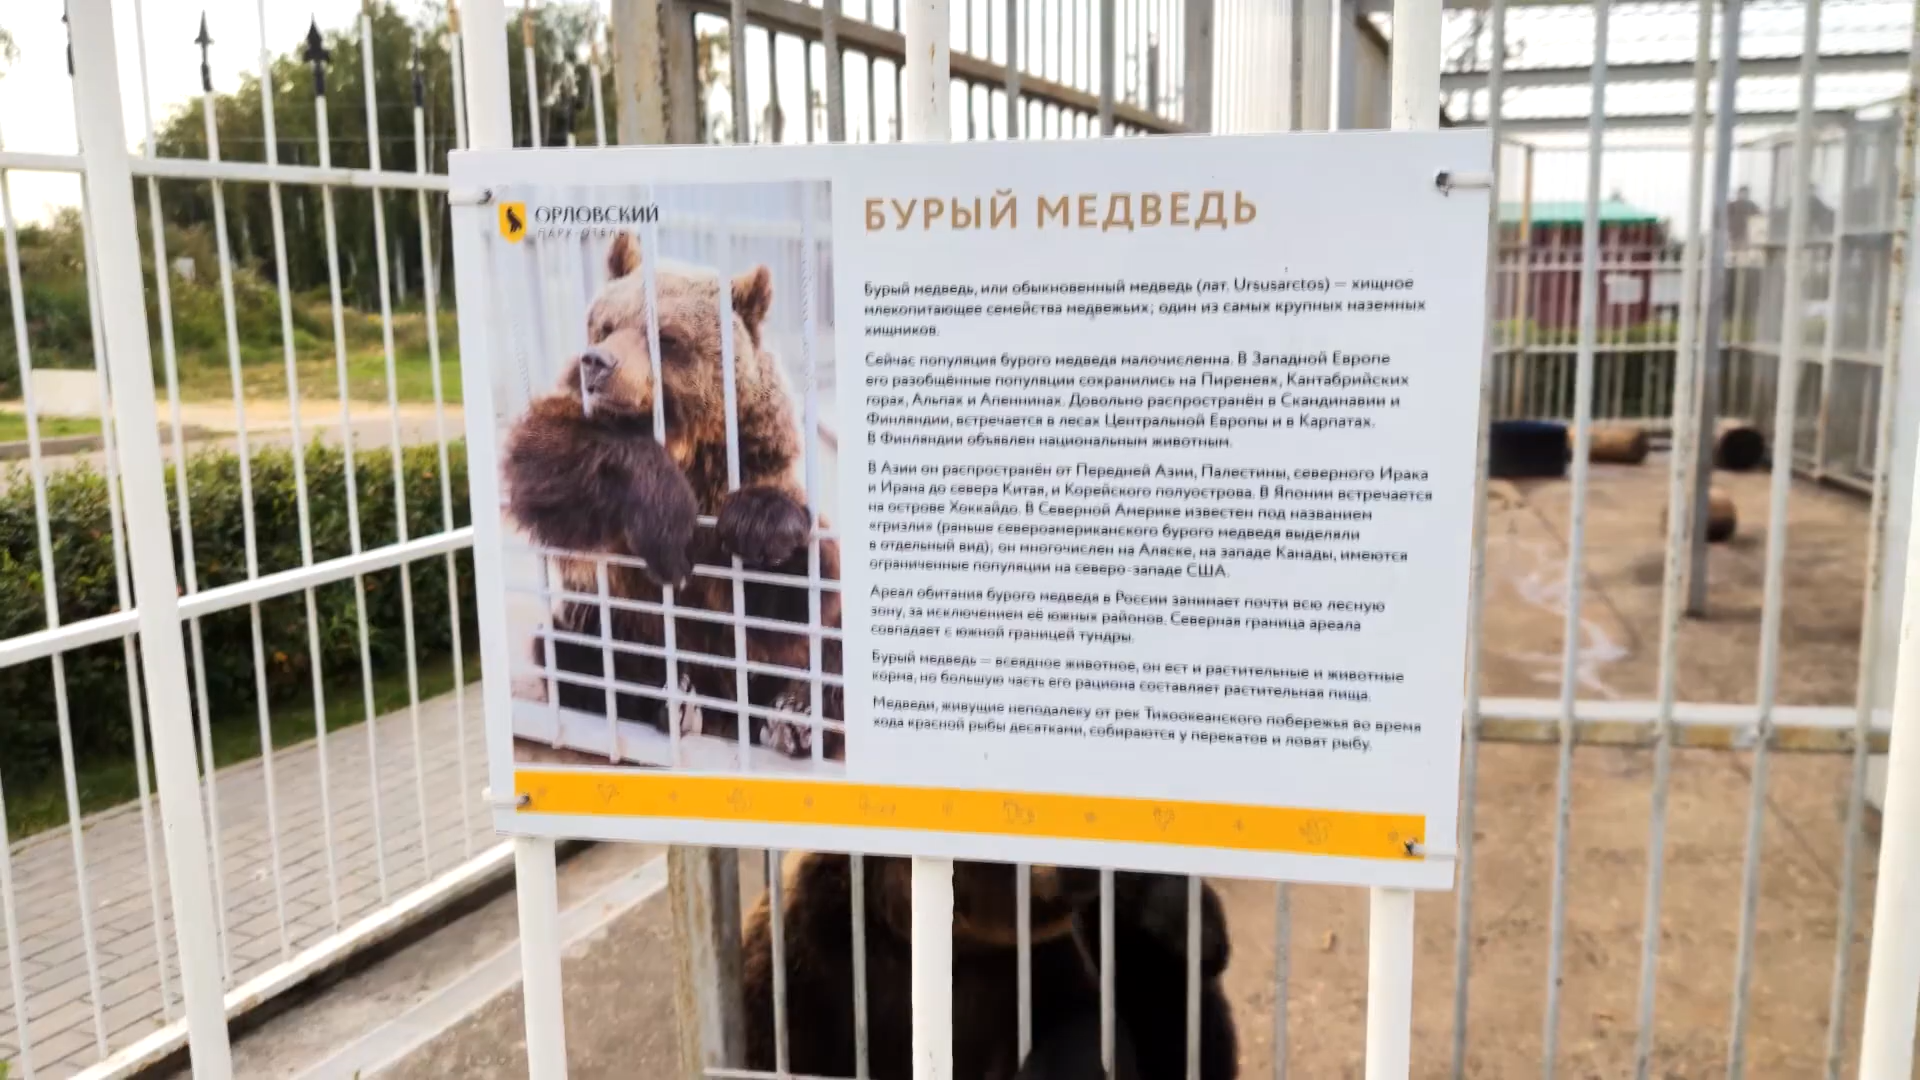 ОРЛОВСКИЙ
ПАРК-ОТЕЛЬ
БУРЫЙ МЕДВЕДЬ
Бурый медведь, или обыкновенный медведь (лат. Ursusarctos) — хищное
млекопитающее семейства медвежьих; один из самых крупных наземных
хищников.
Сейчас популяция бурого медведя малочисленна. В Западной Европе
его разобщённые популяции сохранились на Пиренеях, Кантабрийских
горах, Альпах и Апеннинах. Довольно распространён в Скандинавии и
Финляндии, встречается в лесах Центральной Европы и в Карпатах.
В Финляндии объявлен национальным животным.
В Азии он распространён от Передней Азии, Палестины, северного Ирака
и Ирана до севера Китая, и Корейского полуострова. В Японии встречается
на острове Хоккайдо. В Северной Америке известен под названием
«гризли» (раньше североамериканского бурого медведя выделяли
в отдельный вид); он многочислен на Аляске, на западе Канады, имеются
ограниченные популяции на северо-западе США.
Ареал обитания бурого медведя в России занимает почти всю лесную
зону, за исключением её южных районов. Северная граница ареала
совпадает с южной границей тундры.
Бурый медведь — всеядное животное, он ест и растительные и животные
корма, но большую часть его рациона составляет растительная пища.
Медведи, живущие неподалеку от рек Тихоокеанского побережья во время
хода красной рыбы десятками, собираются у перекатов и ловят рыбу.